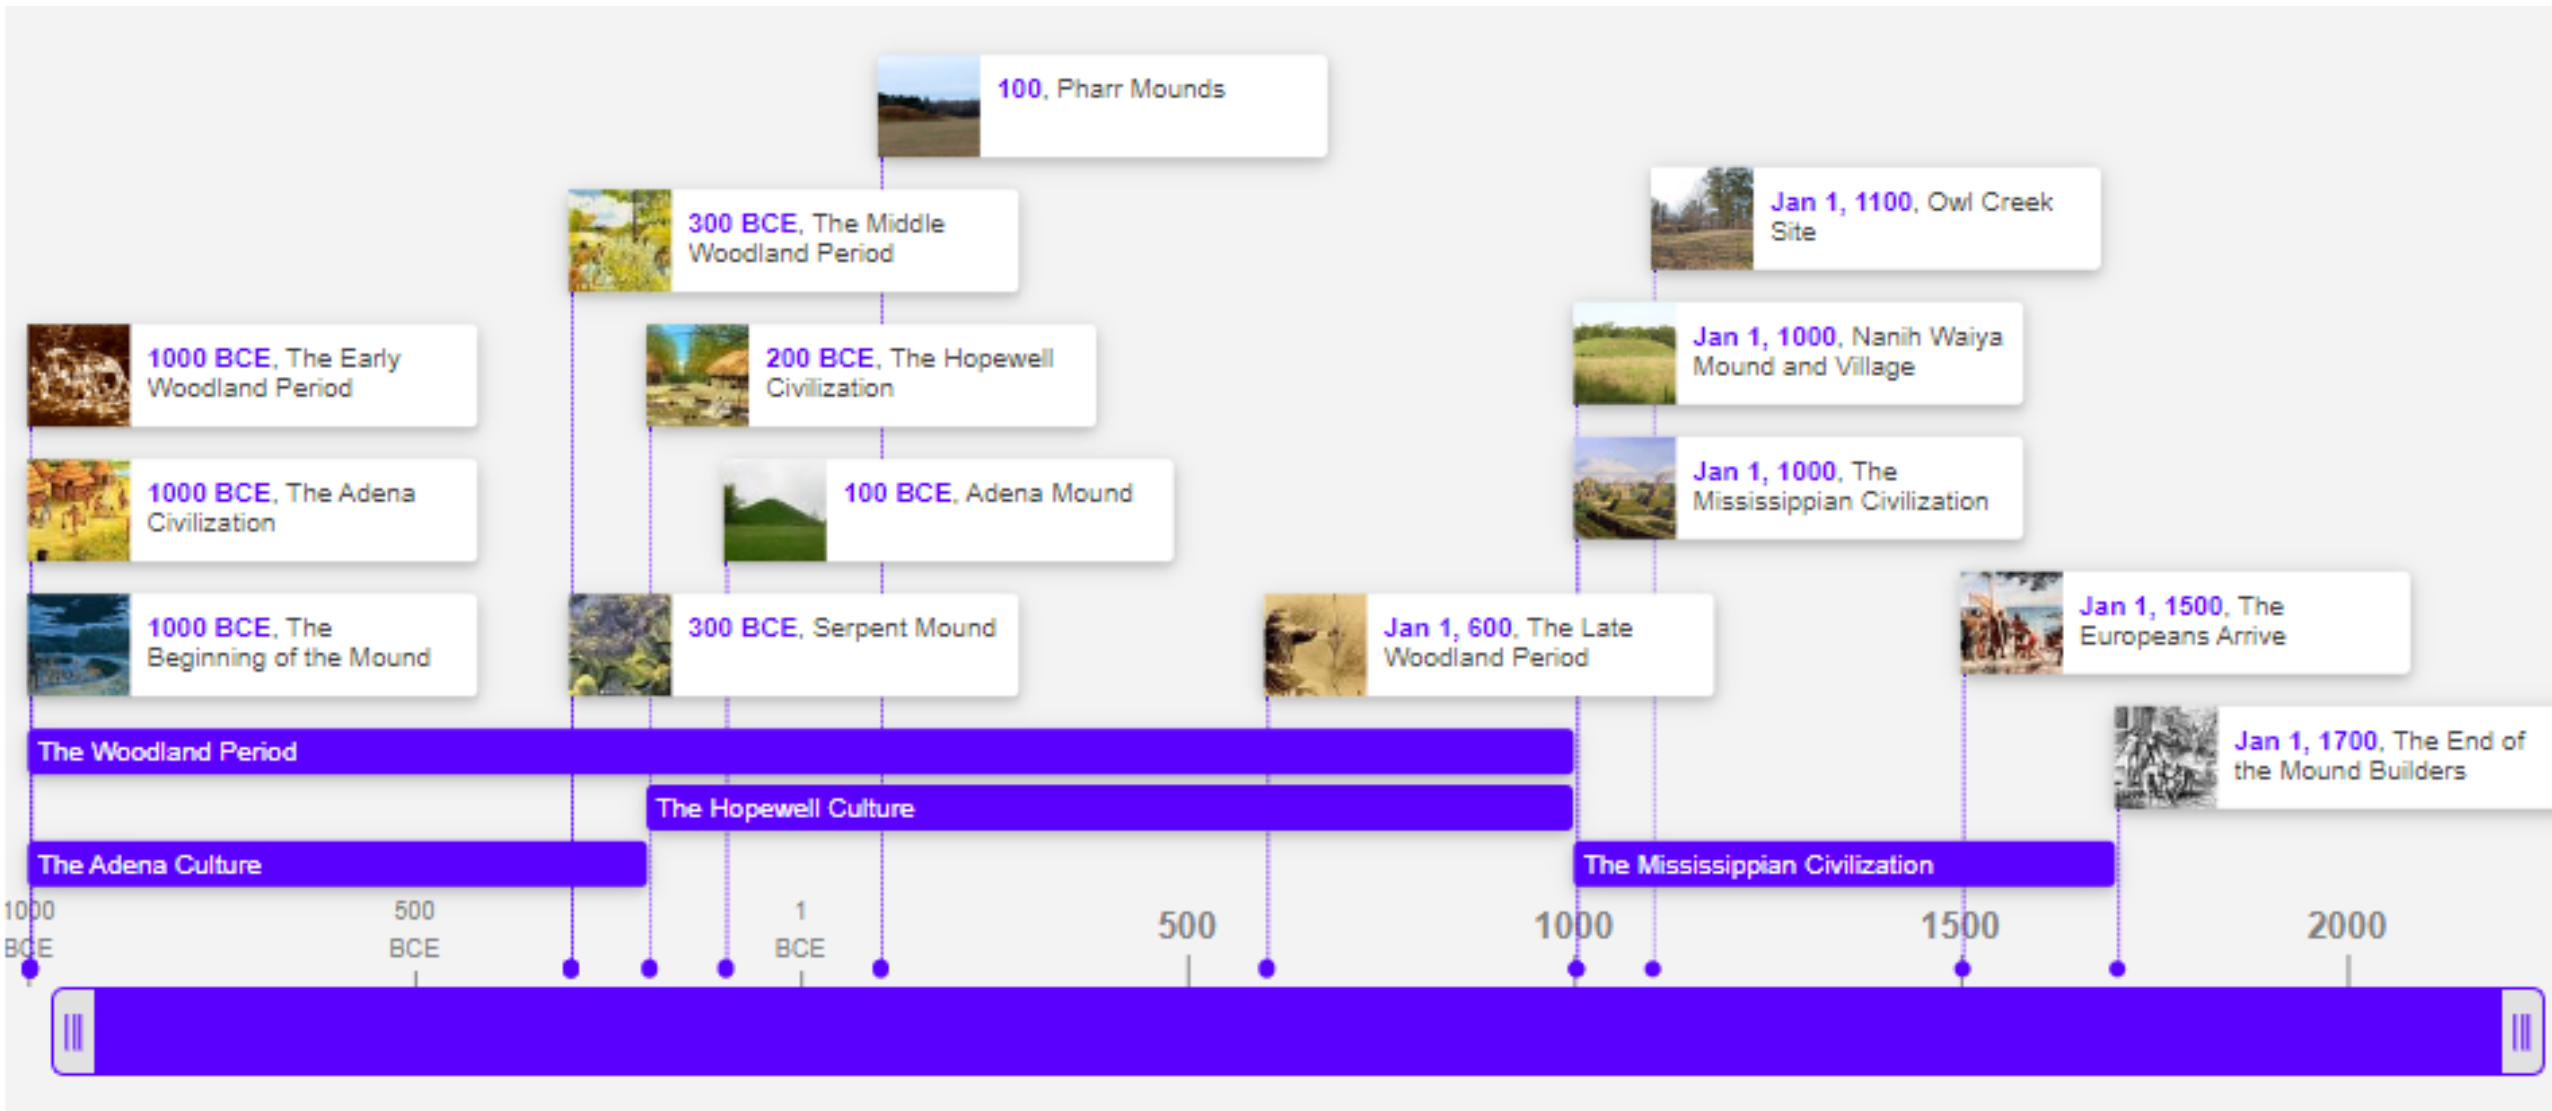 100, Pharr Mounds
Jan 1, 1100, Owl Creek
Site
300 BCE, The Middle
Woodland Period
Jan 1, 1000, Nanih Waiya
Mound and Village
1000 BCE, The Early
Woodland Period
200 BCE, The Hopewell
Civilization
Jan 1, 1000, The
Mississippian Civilization
1000 BCE, The Adena
Civilization
100 BCE, Adena Mound
Jan 1, 1500, The
Europeans Arrive
1000 BCE, The
Beginning of the Mound
300 BCE, Serpent Mound
Jan 1, 600, The Late
Woodland Period
Jan 1, 1700, The End of
the Mound Builders
The Woodland Period
The Hopewell Culture
The Adena Culture
The Mississippian Civilization
1000
BCE
500
BCE
1
BCE
500
1000
1500
2000